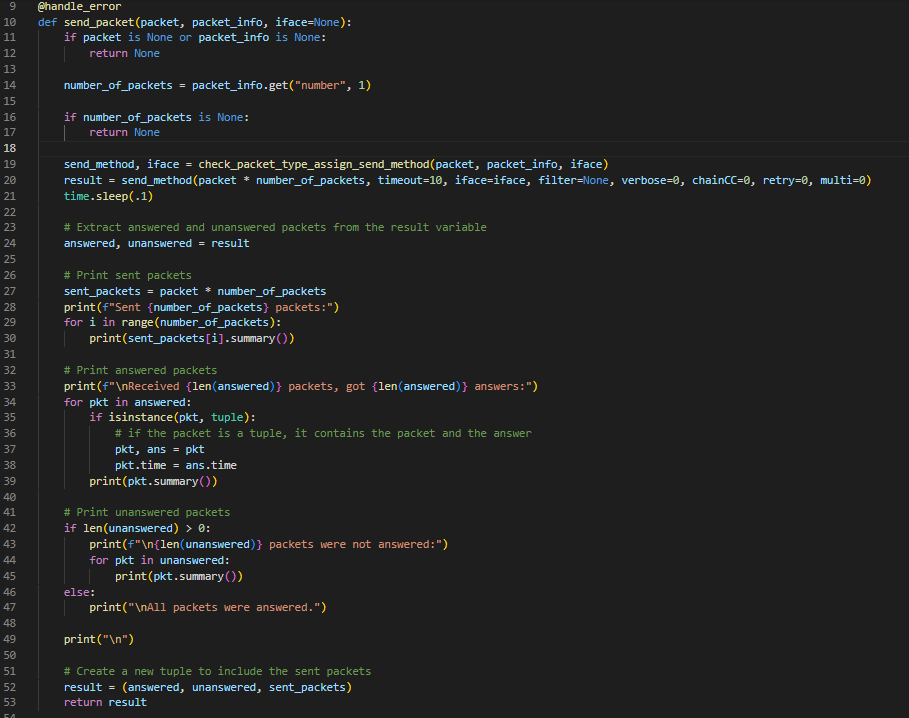 9 @handle_error
10 def send_packet(packet, packet_info, iface=None):
11     if packet is None or packet_info is None:
12         return None
13
14     number_of_packets = packet_info.get("number", 1)
15
16     if number_of_packets is None:
17         return None
18
19     send_method, iface = check_packet_type_assign_send_method(packet, packet_info, iface)
20     result = send_method(packet * number_of_packets, timeout=10, iface=iface, filter=None, verbose=0, chainCC=0, retry=0, multi=0)
21     time.sleep(.1)
22
23     # Extract answered and unanswered packets from the result variable
24     answered, unanswered = result
25
26     # Print sent packets
27     sent_packets = packet * number_of_packets
28     print(f"Sent {number_of_packets} packets:")
29     for i in range(number_of_packets):
30         print(sent_packets[i].summary())
31
32     # Print answered packets
33     print(f"\nReceived {len(answered)} packets, got {len(answered)} answers:")
34     for pkt in answered:
35         if isinstance(pkt, tuple):
36             # if the packet is a tuple, it contains the packet and the answer
37             pkt, ans = pkt
38             pkt.time = ans.time
39         print(pkt.summary())
40
41     # Print unanswered packets
42     if len(unanswered) > 0:
43         print(f"\n{len(unanswered)} packets were not answered:")
44         for pkt in unanswered:
45             print(pkt.summary())
46     else:
47         print("\nAll packets were answered.")
48
49     print("\n")
50
51     # Create a new tuple to include the sent packets
52     result = (answered, unanswered, sent_packets)
53     return result
54